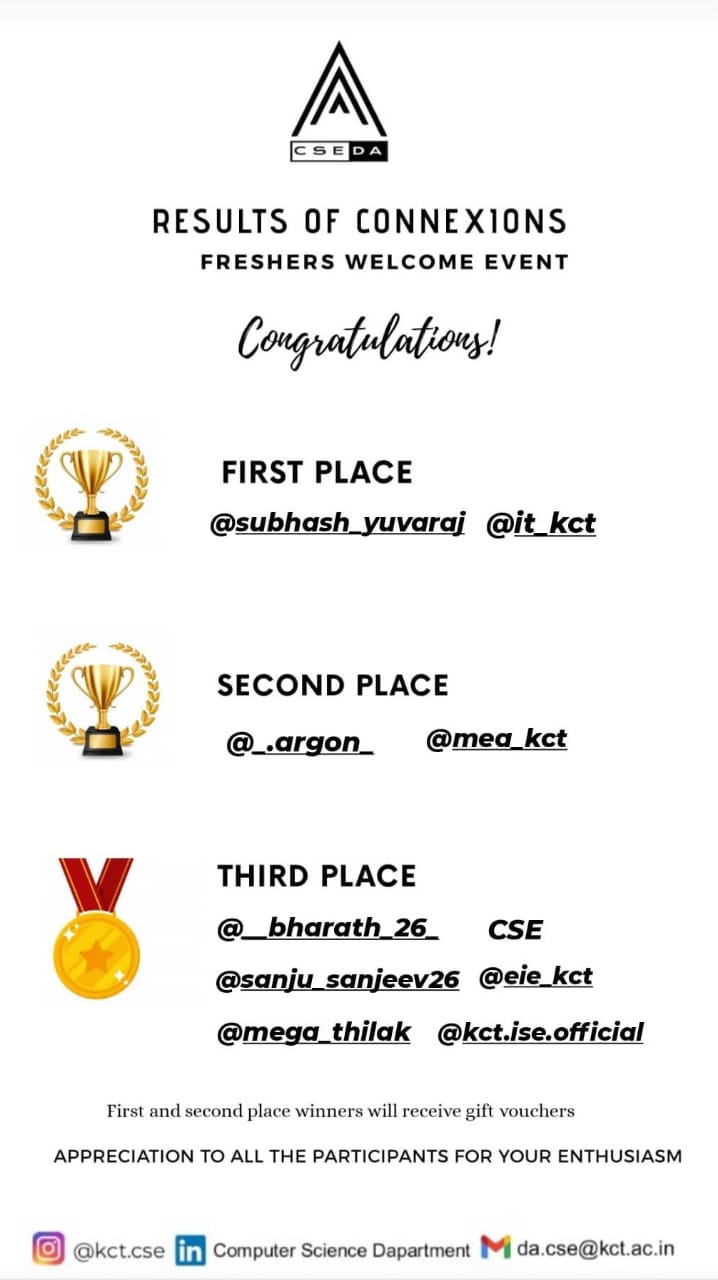 CSEDA
RESULTS OF CONNEXIONS
FRESHERS WELCOME EVENT
Congratulations!
FIRST PLACE
@subhash_yuvaraj @it_kct
SECOND PLACE
@_.argon_ @mea_kct
THIRD PLACE
@__bharath_26_ CSE
@sanju_sanjeev26 @eie_kct
@mega_thilak @kct.ise.official
First and second place winners will receive gift vouchers
APPRECIATION TO ALL THE PARTICIPANTS FOR YOUR ENTHUSIASM
@kct.cse in Computer Science Dapartment da.cse@kct.ac.in